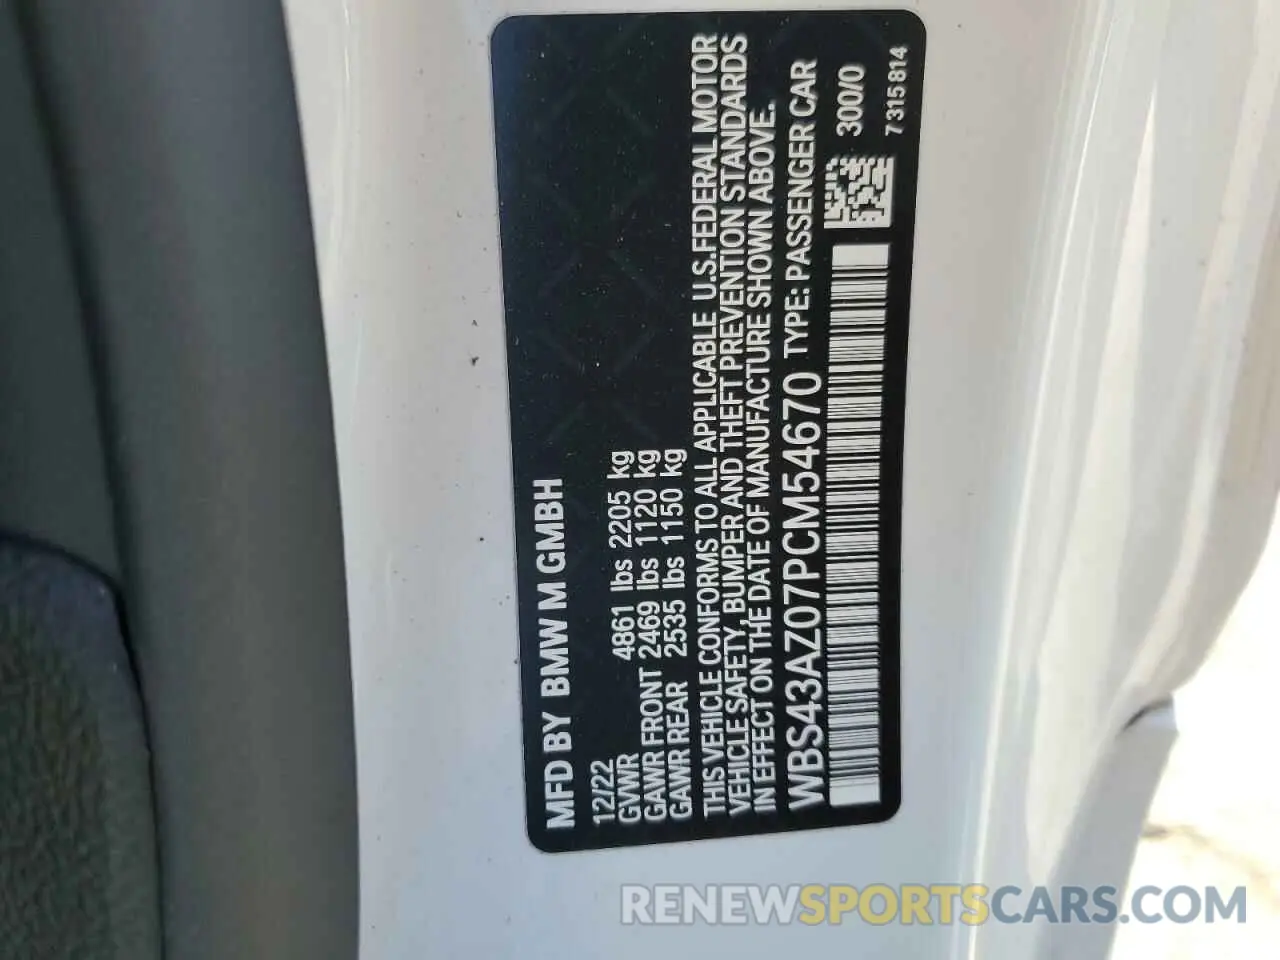 MFD BY BMW M GMBH
12/22
GVWR 4861 lbs 2205 kg
GAWR FRONT 2469 lbs 1120 kg
GAWR REAR 2535 lbs 1150 kg
THIS VEHICLE CONFORMS TO ALL APPLICABLE U.S.FEDERAL MOTOR
VEHICLE SAFETY, BUMPER AND THEFT PREVENTION STANDARDS
IN EFFECT ON THE DATE OF MANUFACTURE SHOWN ABOVE.
WBS43AZ07PCM54670 TYPE: PASSENGER CAR
300/0
7 315 814
RENEWSPORTSCARS.COM